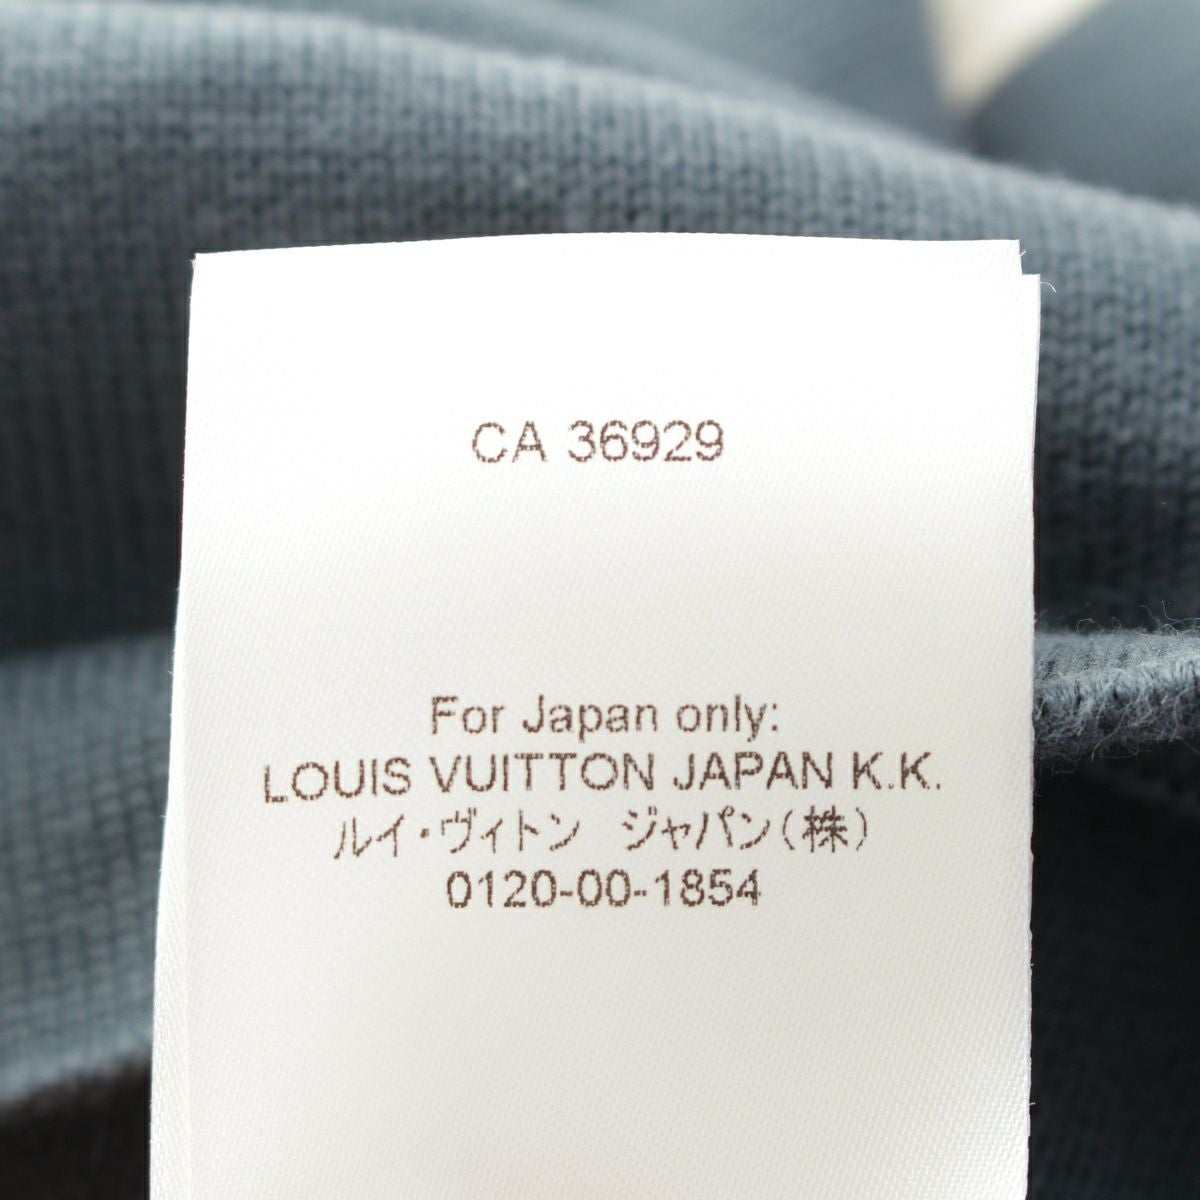 CA 36929
For Japan only:
LOUIS VUITTON JAPAN K.K.
ルイ・ヴィトン　ジャパン(株)
0120-00-1854